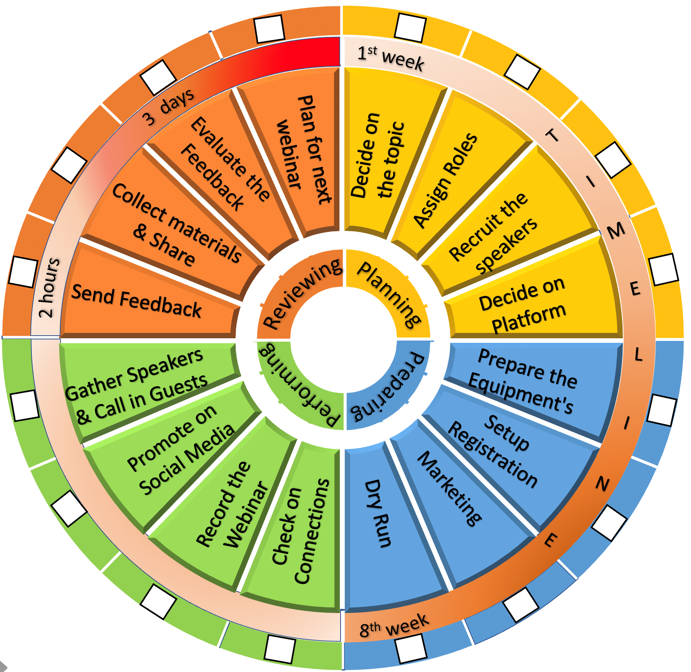 1st week
TIMELINE
8th week
2 hours
3 days
Planning
Decide on
the topic
Assign Roles
Recruit the
speakers
Decide on
Platform
Preparing
Prepare the
Equipment's
Setup
Registration
Marketing
Dry Run
Performing
Check on
Connections
Record the
Webinar
Promote on
Social Media
Gather Speakers
& Call in Guests
Reviewing
Send Feedback
Collect materials
& Share
Evaluate the
Feedback
Plan for next
webinar